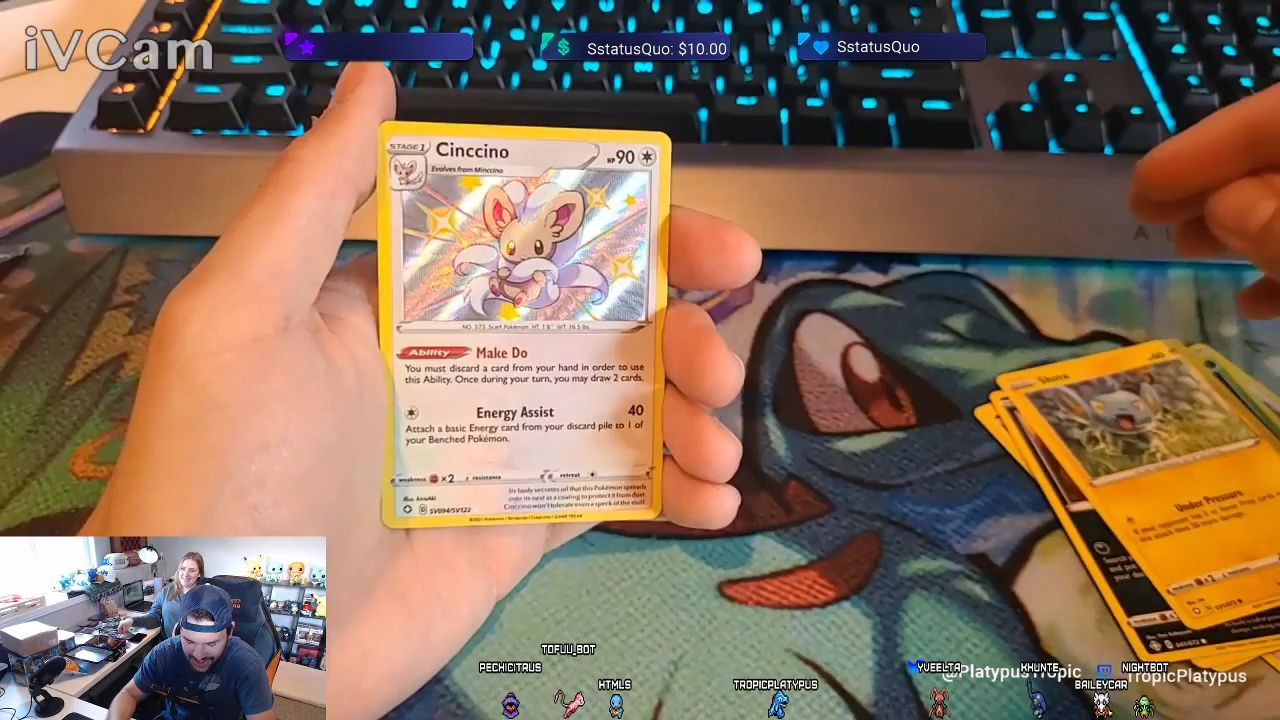 iVCam
SstatusQuo: $10.00
SstatusQuo
STAGE 1
Cinccino
HP 90
Evolves from Minccino
NO. 573 Scarf Pokémon HT: 1'8" WT: 16.5 lbs.
Ability Make Do
You must discard a card from your hand in order to use
this Ability. Once during your turn, you may draw 2 cards.
Energy Assist 40
Attach a basic Energy card from your discard pile to 1 of
your Benched Pokémon.
weakness ×2 resistance retreat
Its body secretes oil that this Pokémon spreads
over its nest as a coating to protect it from dust.
Cinccino won't tolerate even a speck of the stuff.
SV094/SV122
Shinx
Under Pressure
TOFUU_BOT
PECHICITRUS
HTMLS
TROPICPLATYPUS
YUEELTA
@PlatypusTropic
KHUNTE
NIGHTBOT
BAILEYCAR
TropicPlatypus